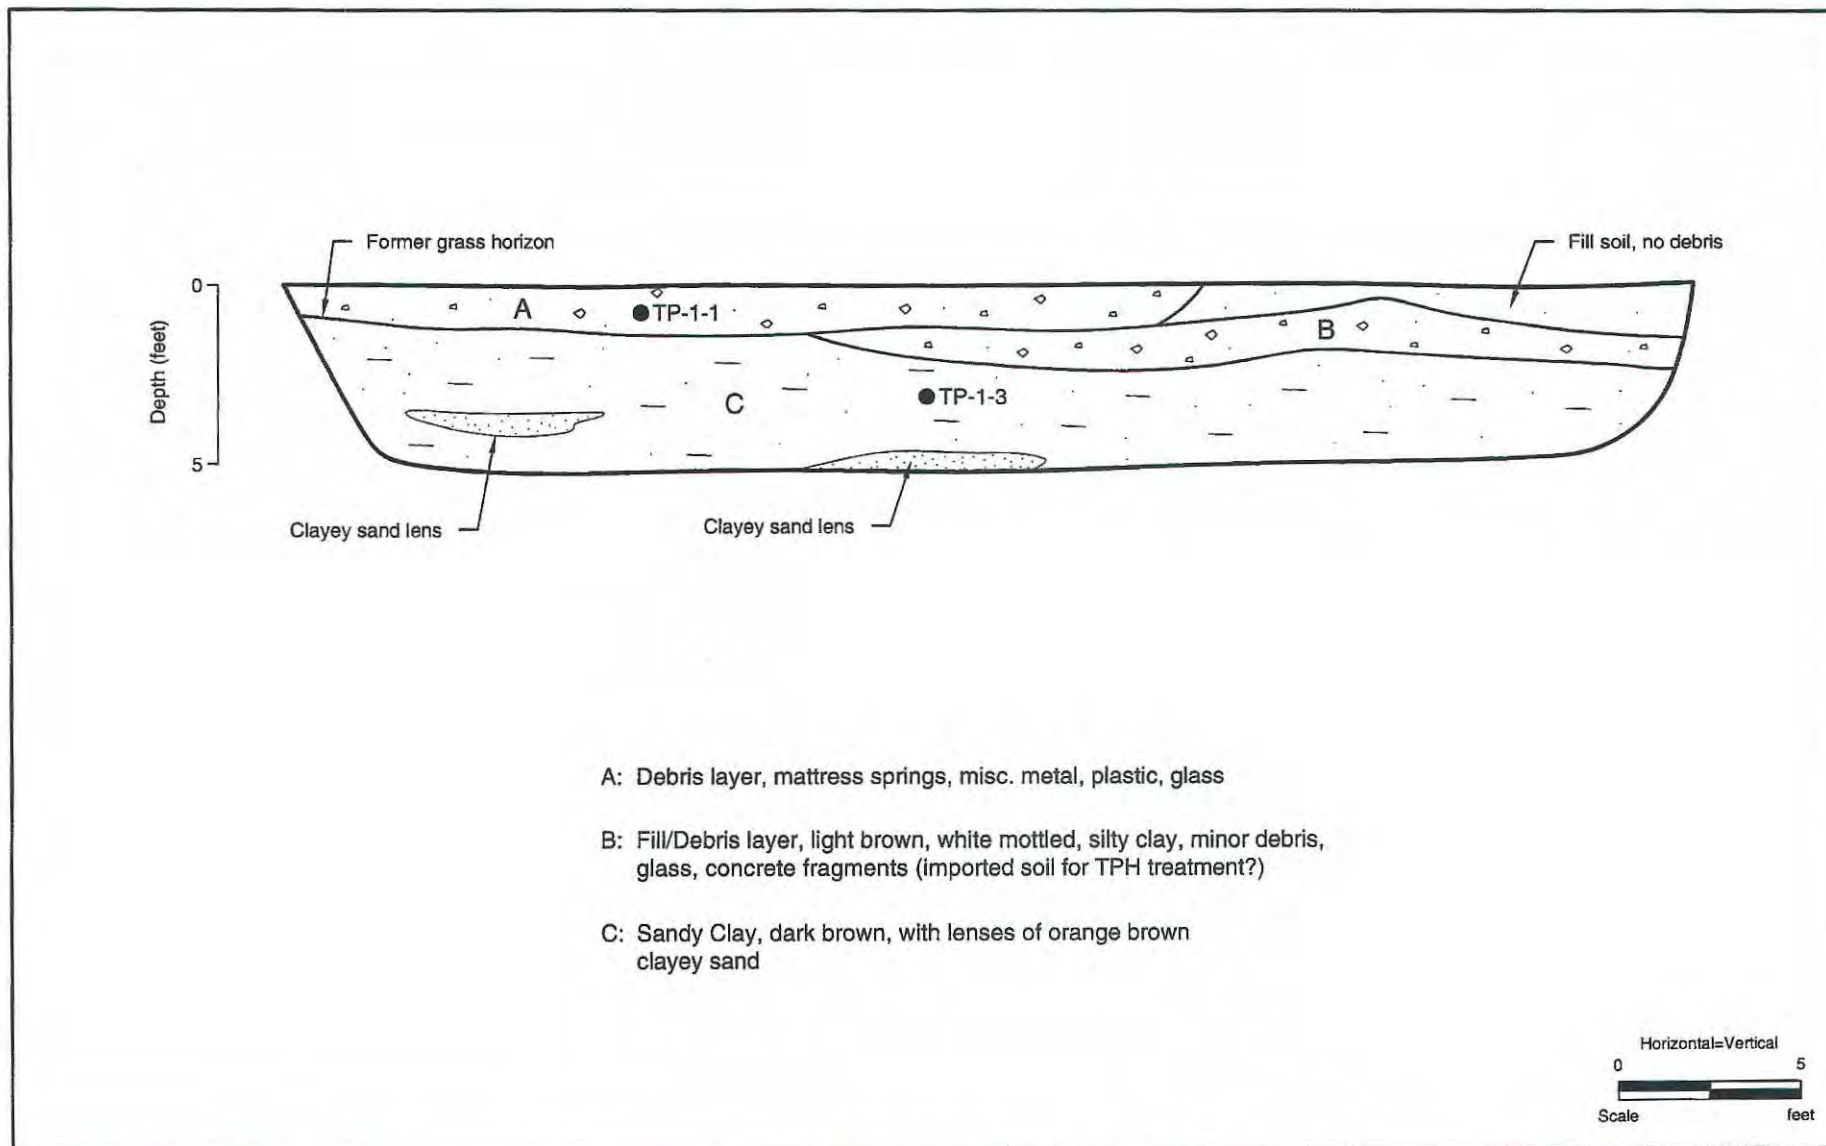 Former grass horizon
Fill soil, no debris
0
A
TP-1-1
B
Depth (feet)
C
TP-1-3
5
Clayey sand lens
Clayey sand lens
A: Debris layer, mattress springs, misc. metal, plastic, glass
B: Fill/Debris layer, light brown, white mottled, silty clay, minor debris,
glass, concrete fragments (imported soil for TPH treatment?)
C: Sandy Clay, dark brown, with lenses of orange brown
clayey sand
Horizontal=Vertical
0 5
Scale feet